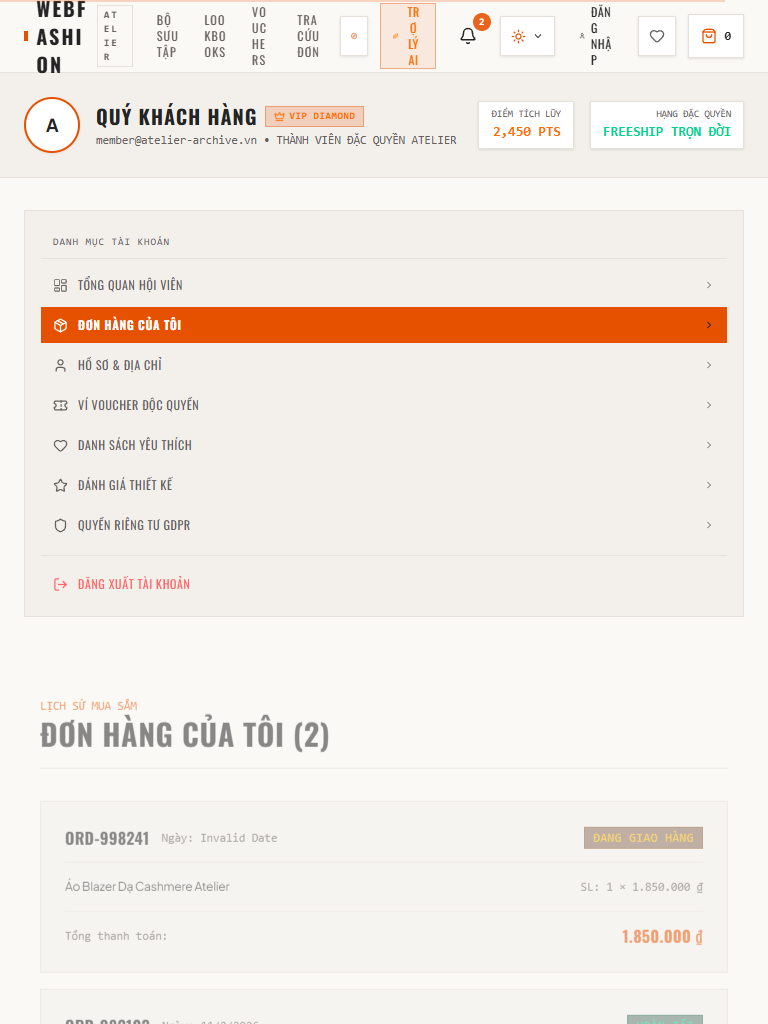 WEBF
ASHI
ON
AT
EL
IE
R
BỘ
SƯU
TẬP
LOO
KBO
OKS
VO
UC
HE
RS
TRA
CỨU
ĐƠN
TR
Ợ
LÝ
AI
2
ĐĂN
G
NHẬ
P
0
A
QUÝ KHÁCH HÀNG
VIP DIAMOND
member@atelier-archive.vn • THÀNH VIÊN ĐẶC QUYỀN ATELIER
ĐIỂM TÍCH LŨY
2,450 PTS
HẠNG ĐẶC QUYỀN
FREESHIP TRỌN ĐỜI
DANH MỤC TÀI KHOẢN
TỔNG QUAN HỘI VIÊN
ĐƠN HÀNG CỦA TÔI
HỒ SƠ & ĐỊA CHỈ
VÍ VOUCHER ĐỘC QUYỀN
DANH SÁCH YÊU THÍCH
ĐÁNH GIÁ THIẾT KẾ
QUYỀN RIÊNG TƯ GDPR
ĐĂNG XUẤT TÀI KHOẢN
LỊCH SỬ MUA SẮM
ĐƠN HÀNG CỦA TÔI (2)
ORD-998241 Ngày: Invalid Date
ĐANG GIAO HÀNG
Áo Blazer Dạ Cashmere Atelier
SL: 1 × 1.850.000 ₫
Tổng thanh toán:
1.850.000 ₫